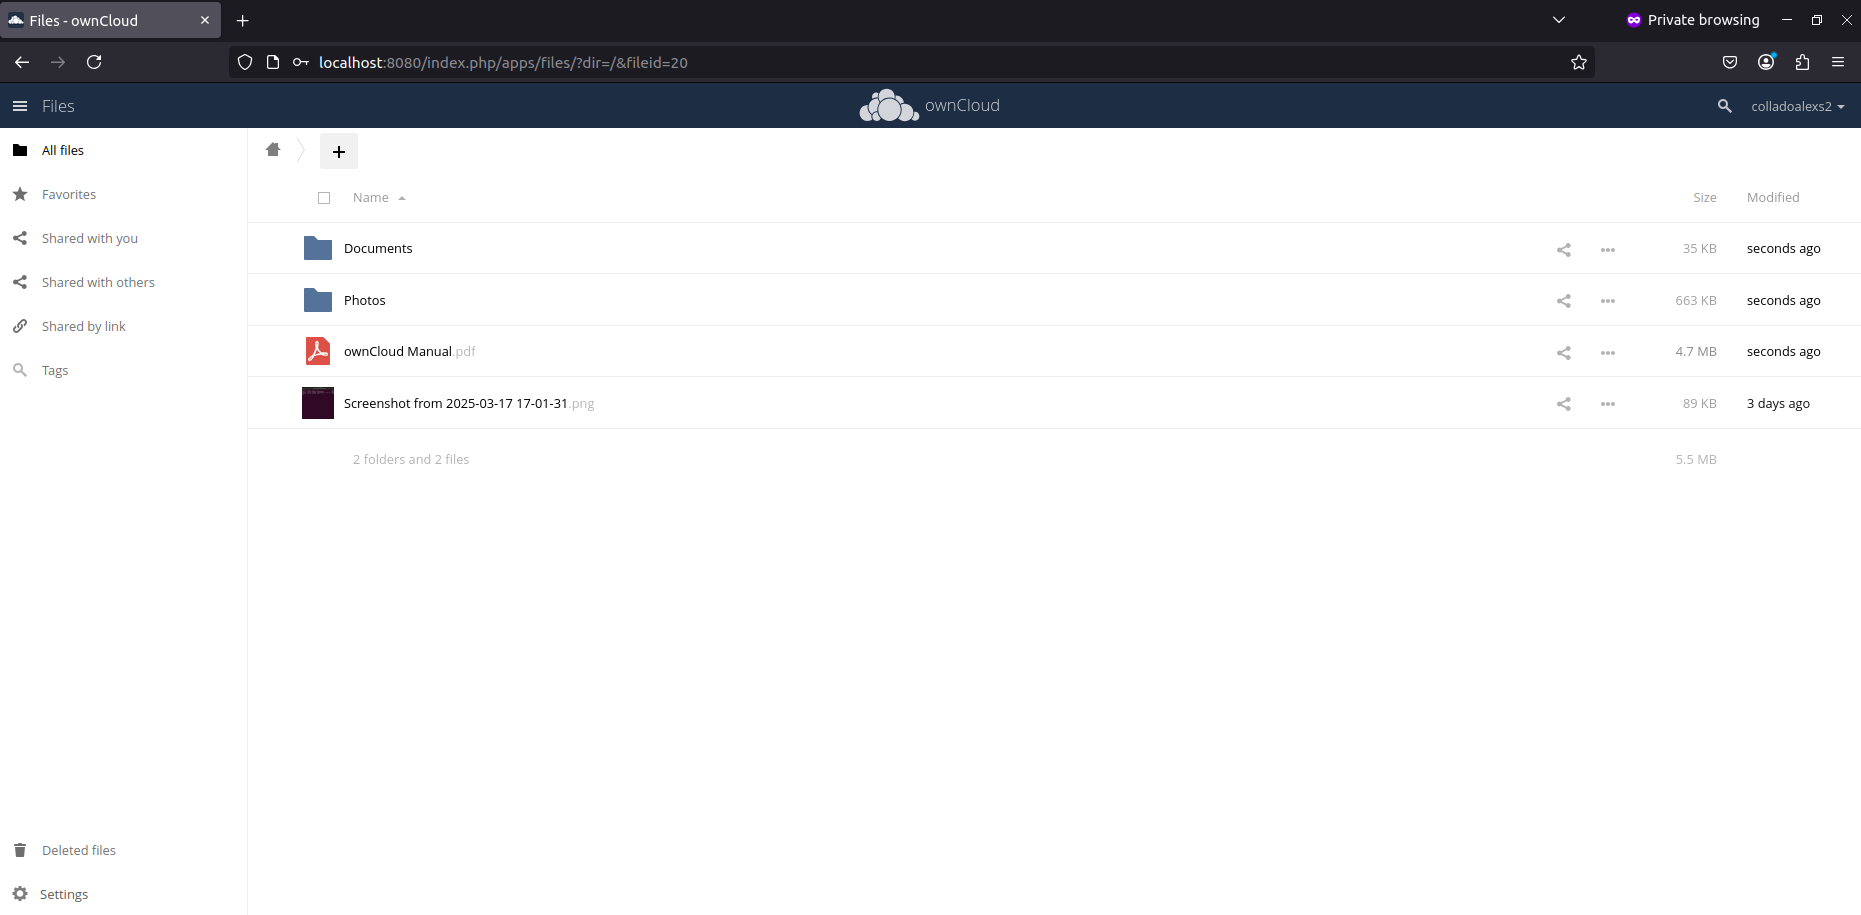 Files - ownCloud
Private browsing
localhost:8080/index.php/apps/files/?dir=/&fileid=20
Files
ownCloud
colladoalexs2
All files
Favorites
Shared with you
Shared with others
Shared by link
Tags
Deleted files
Settings
Name Size Modified
Documents 35 KB seconds ago
Photos 663 KB seconds ago
ownCloud Manual.pdf 4.7 MB seconds ago
Screenshot from 2025-03-17 17-01-31.png 89 KB 3 days ago
2 folders and 2 files 5.5 MB